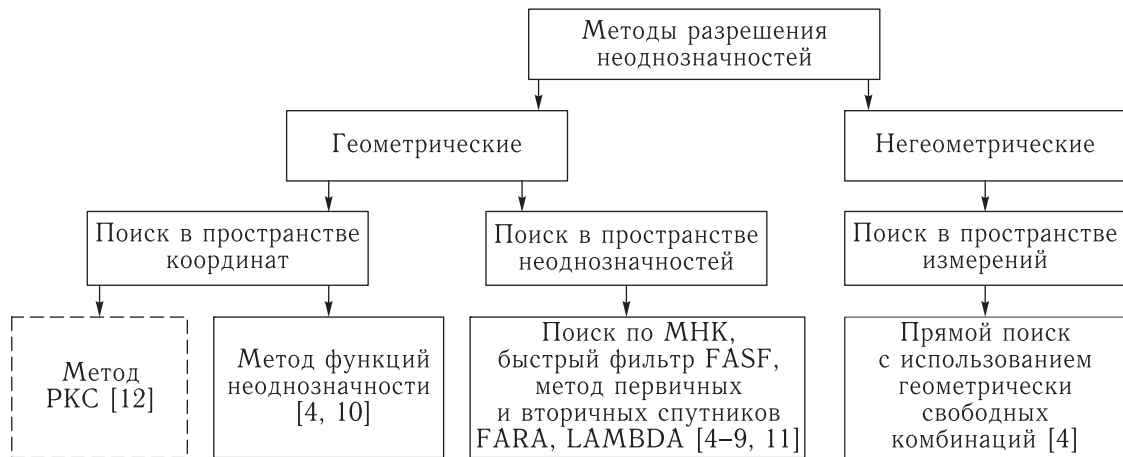 Методы разрешения
неоднозначностей
Геометрические
Негеометрические
Поиск в пространстве
координат
Поиск в пространстве
неоднозначностей
Поиск в пространстве
измерений
Метод
РКС [12]
Метод функций
неоднозначности
[4, 10]
Поиск по МНК,
быстрый фильтр FASF,
метод первичных
и вторичных спутников
FARA, LAMBDA [4–9, 11]
Прямой поиск
с использованием
геометрически
свободных
комбинаций [4]